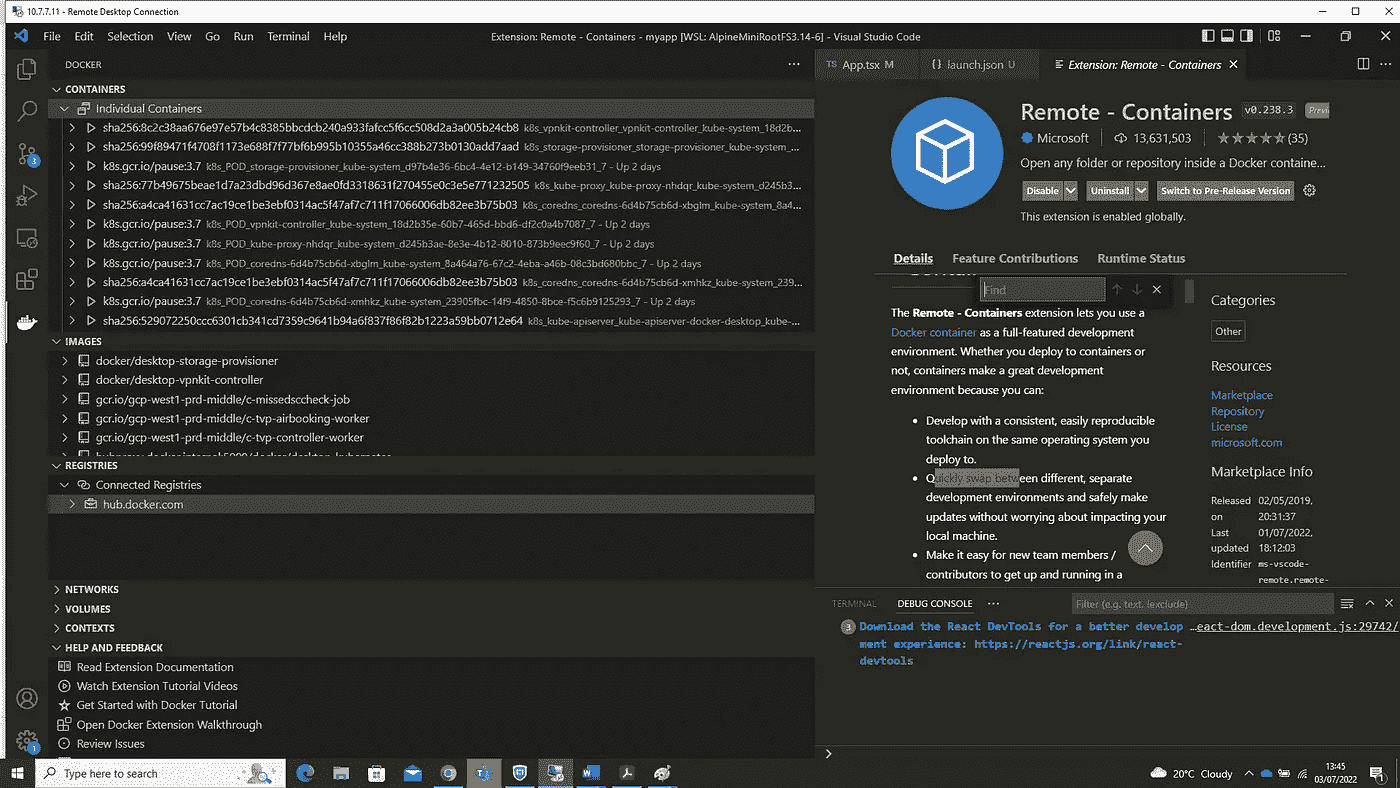 10.7.7.11 - Remote Desktop Connection
File Edit Selection View Go Run Terminal Help
Extension: Remote - Containers - myapp [WSL: AlpineMiniRootFS3.14-6] - Visual Studio Code
DOCKER
CONTAINERS
Individual Containers
sha256:8c2c38aa676e97e57b4c8385bbcdcb240a933fafcc5f6cc508d2a3a005b24cb8 k8s_vpnkit-controller_vpnkit-controller_kube-system_18d2b...
sha256:99f89471f4708f1173e688f7f77bf6b995b10355a46cc388b273b0130add7aad k8s_storage-provisioner_storage-provisioner_kube-system_...
k8s.gcr.io/pause:3.7 k8s_POD_storage-provisioner_kube-system_d97b4e36-6bc4-4e12-b149-34760f9eeb31_7 - Up 2 days
sha256:77b49675beae1d7a23dbd96d367e8ae0fd3318631f270455e0c3e5e771232505 k8s_kube-proxy_kube-proxy-nhdqr_kube-system_d245b3...
sha256:a4ca41631cc7ac19ce1be3ebf0314ac5f47af7c711f17066006db82ee3b75b03 k8s_coredns_coredns-6d4b75cb6d-xbglm_kube-system_8a4...
k8s.gcr.io/pause:3.7 k8s_POD_vpnkit-controller_kube-system_18d2b35e-60b7-465d-bbd6-df2c0a4b7087_7 - Up 2 days
k8s.gcr.io/pause:3.7 k8s_POD_kube-proxy-nhdqr_kube-system_d245b3ae-8e3e-4b12-8010-873b9eec9f60_7 - Up 2 days
k8s.gcr.io/pause:3.7 k8s_POD_coredns-6d4b75cb6d-xbglm_kube-system_8a464a76-67c2-4eba-a46b-08c3bd680bbc_7 - Up 2 days
sha256:a4ca41631cc7ac19ce1be3ebf0314ac5f47af7c711f17066006db82ee3b75b03 k8s_coredns_coredns-6d4b75cb6d-xmhkz_kube-system_239...
k8s.gcr.io/pause:3.7 k8s_POD_coredns-6d4b75cb6d-xmhkz_kube-system_23905fbc-14f9-4850-8bce-f5c6b9125293_7 - Up 2 days
sha256:529072250ccc6301cb341cd7359c9641b94a6f837f86f82b1223a59bb0712e64 k8s_kube-apiserver_kube-apiserver-docker-desktop_kube-...
IMAGES
docker/desktop-storage-provisioner
docker/desktop-vpnkit-controller
gcr.io/gcp-west1-prd-middle/c-missedsccheck-job
gcr.io/gcp-west1-prd-middle/c-tvp-airbooking-worker
gcr.io/gcp-west1-prd-middle/c-tvp-controller-worker
REGISTRIES
Connected Registries
hub.docker.com
NETWORKS
VOLUMES
CONTEXTS
HELP AND FEEDBACK
Read Extension Documentation
Watch Extension Tutorial Videos
Get Started with Docker Tutorial
Open Docker Extension Walkthrough
Review Issues
3
1
TS App.tsx M
{} launch.json U
Extension: Remote - Containers
Remote - Containers v0.238.3 Previ
Microsoft 13,631,503 (35)
Open any folder or repository inside a Docker containe...
Disable Uninstall Switch to Pre-Release Version
This extension is enabled globally.
Details Feature Contributions Runtime Status
Find
The Remote - Containers extension lets you use a
Docker container as a full-featured development
environment. Whether you deploy to containers or
not, containers make a great development
environment because you can:
• Develop with a consistent, easily reproducible
toolchain on the same operating system you
deploy to.
• Quickly swap between different, separate
development environments and safely make
updates without worrying about impacting your
local machine.
• Make it easy for new team members /
contributors to get up and running in a
Categories
Other
Resources
Marketplace
Repository
License
microsoft.com
Marketplace Info
Released on 02/05/2019, 20:31:37
Last updated 01/07/2022, 18:12:03
Identifier ms-vscode-
remote.remote-
TERMINAL DEBUG CONSOLE
Filter (e.g. text, !exclude)
3 Download the React DevTools for a better develop …eact-dom.development.js:29742/
ment experience: https://reactjs.org/link/react-
devtools
Type here to search
20°C Cloudy
13:45
03/07/2022
1